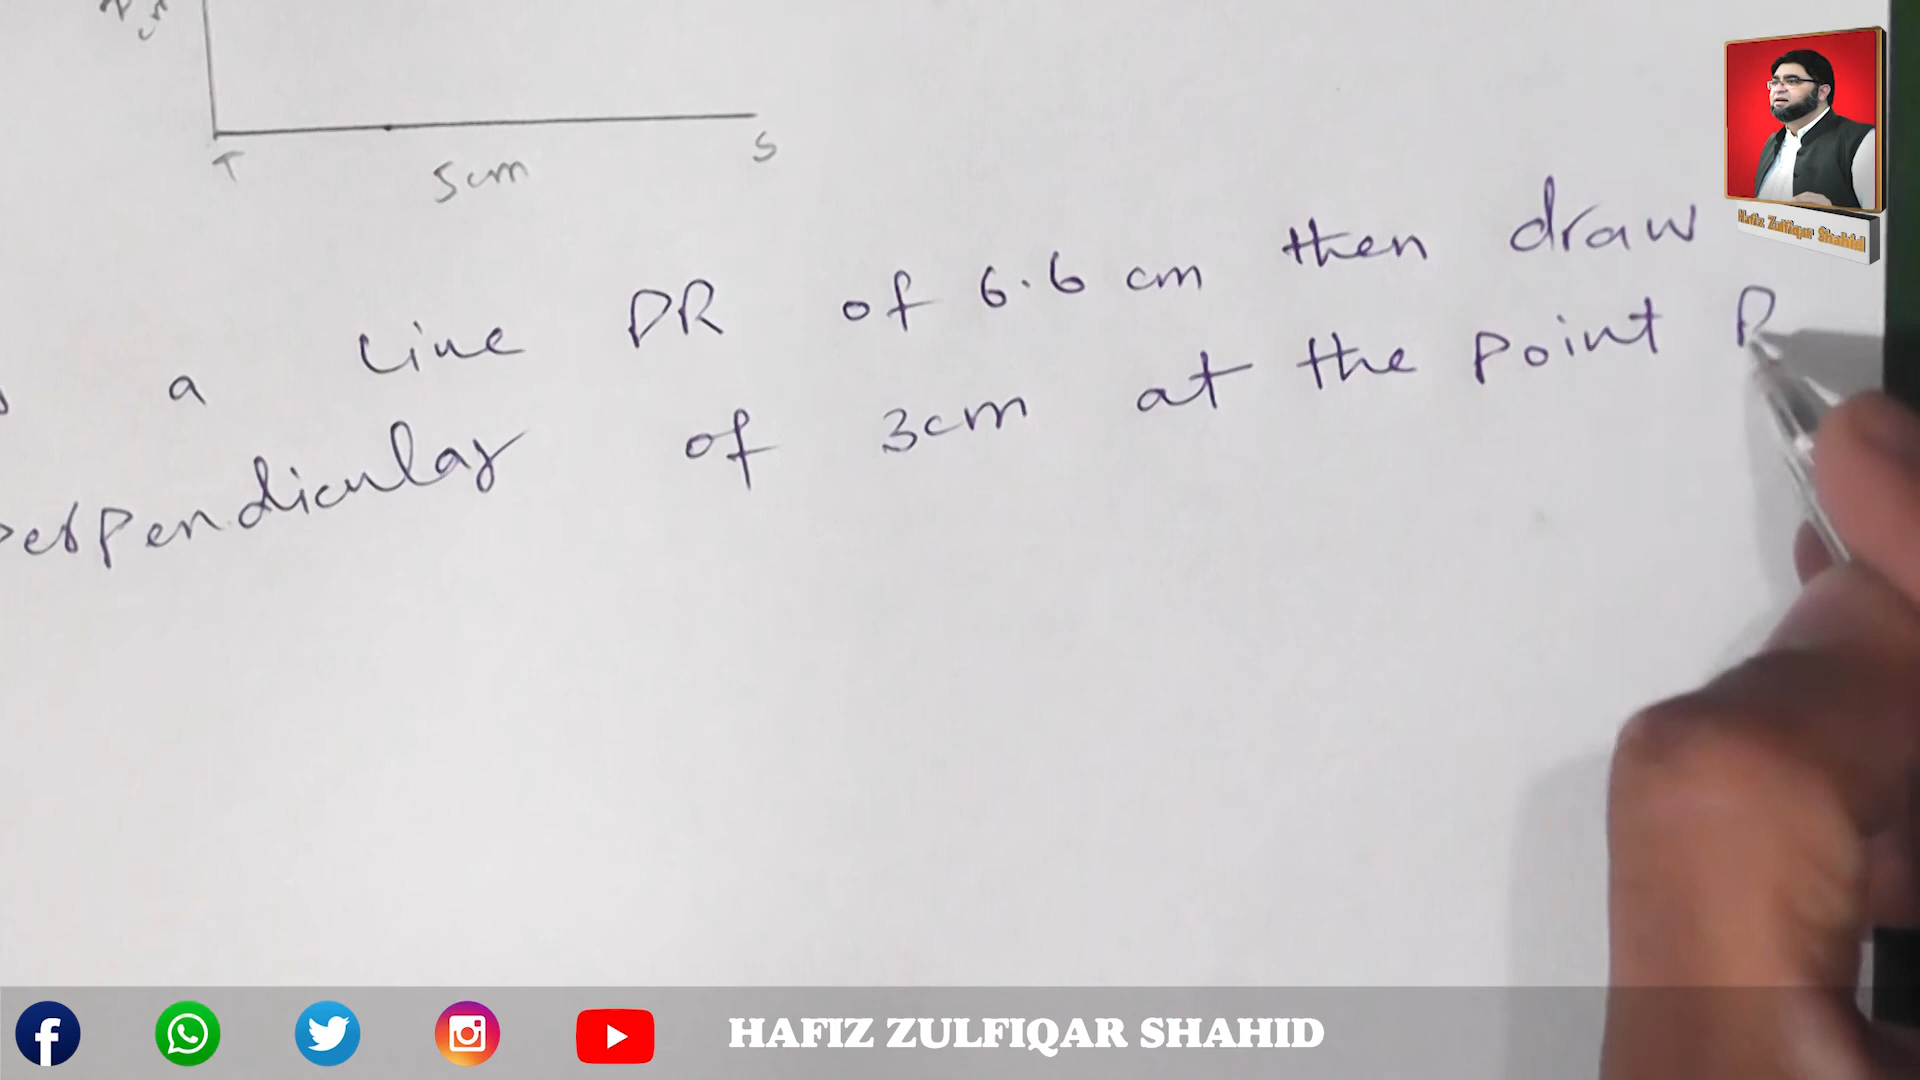 T
S
5cm
a line PR of 6.6 cm then draw
perpendicular of 3cm at the point P
Hafiz Zulfiqar Shahid
HAFIZ ZULFIQAR SHAHID